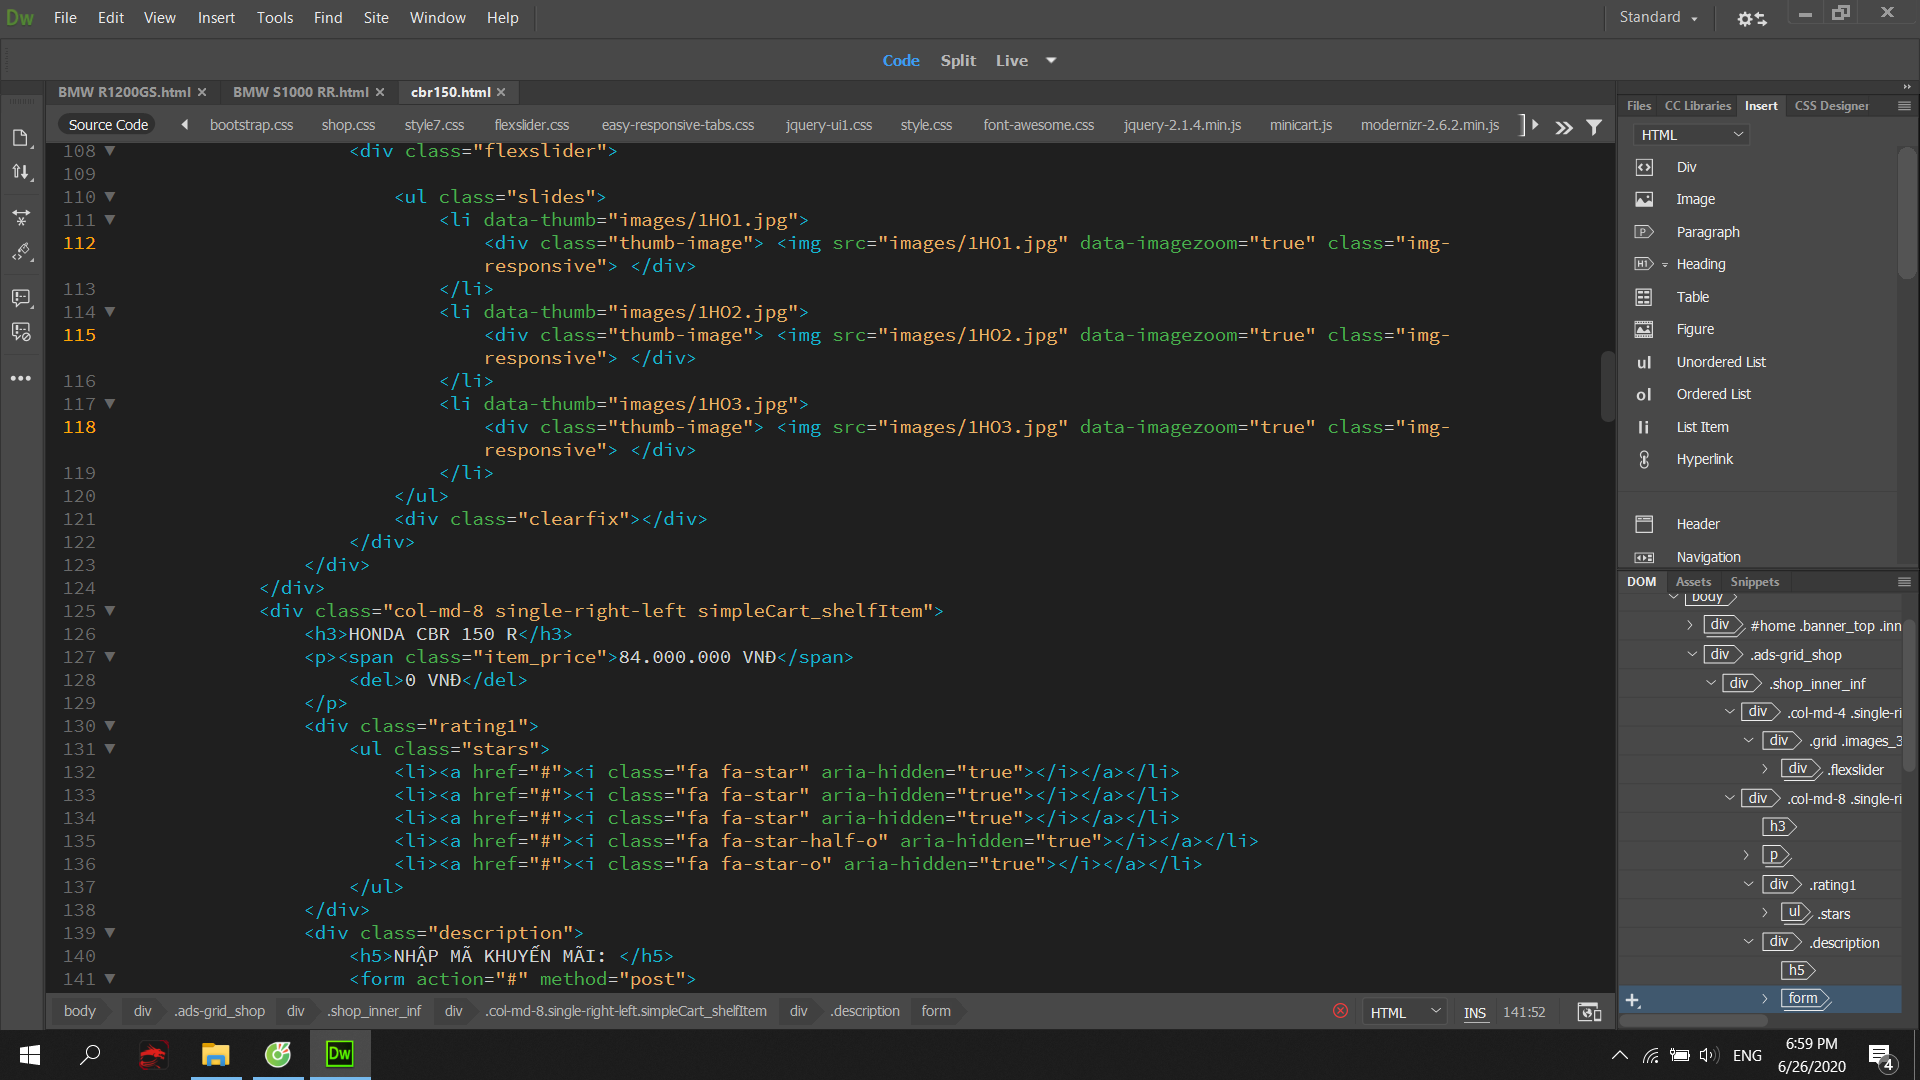 Dw File Edit View Insert Tools Find Site Window Help Standard
Code Split Live
BMW R1200GS.html BMW S1000 RR.html cbr150.html
Source Code bootstrap.css shop.css style7.css flexslider.css easy-responsive-tabs.css jquery-ui1.css style.css font-awesome.css jquery-2.1.4.min.js minicart.js modernizr-2.6.2.min.js
108 <div class="flexslider">
109
110 <ul class="slides">
111 <li data-thumb="images/1HO1.jpg">
112 <div class="thumb-image"> <img src="images/1HO1.jpg" data-imagezoom="true" class="img-
responsive"> </div>
113 </li>
114 <li data-thumb="images/1HO2.jpg">
115 <div class="thumb-image"> <img src="images/1HO2.jpg" data-imagezoom="true" class="img-
responsive"> </div>
116 </li>
117 <li data-thumb="images/1HO3.jpg">
118 <div class="thumb-image"> <img src="images/1HO3.jpg" data-imagezoom="true" class="img-
responsive"> </div>
119 </li>
120 </ul>
121 <div class="clearfix"></div>
122 </div>
123 </div>
124 </div>
125 <div class="col-md-8 single-right-left simpleCart_shelfItem">
126 <h3>HONDA CBR 150 R</h3>
127 <p><span class="item_price">84.000.000 VNĐ</span>
128 <del>0 VNĐ</del>
129 </p>
130 <div class="rating1">
131 <ul class="stars">
132 <li><a href="#"><i class="fa fa-star" aria-hidden="true"></i></a></li>
133 <li><a href="#"><i class="fa fa-star" aria-hidden="true"></i></a></li>
134 <li><a href="#"><i class="fa fa-star" aria-hidden="true"></i></a></li>
135 <li><a href="#"><i class="fa fa-star-half-o" aria-hidden="true"></i></a></li>
136 <li><a href="#"><i class="fa fa-star-o" aria-hidden="true"></i></a></li>
137 </ul>
138 </div>
139 <div class="description">
140 <h5>NHẬP MÃ KHUYẾN MÃI: </h5>
141 <form action="#" method="post">
body div .ads-grid_shop div .shop_inner_inf div .col-md-8.single-right-left.simpleCart_shelfItem div .description form HTML INS 141:52
Files CC Libraries Insert CSS Designer
HTML
Div
Image
Paragraph
Heading
Table
Figure
ul Unordered List
ol Ordered List
li List Item
Hyperlink
Header
Navigation
DOM Assets Snippets
body
div #home .banner_top .inn
div .ads-grid_shop
div .shop_inner_inf
div .col-md-4 .single-ri
div .grid .images_3
div .flexslider
div .col-md-8 .single-ri
h3
p
div .rating1
ul .stars
div .description
h5
form
Dw ENG 6:59 PM
6/26/2020 4